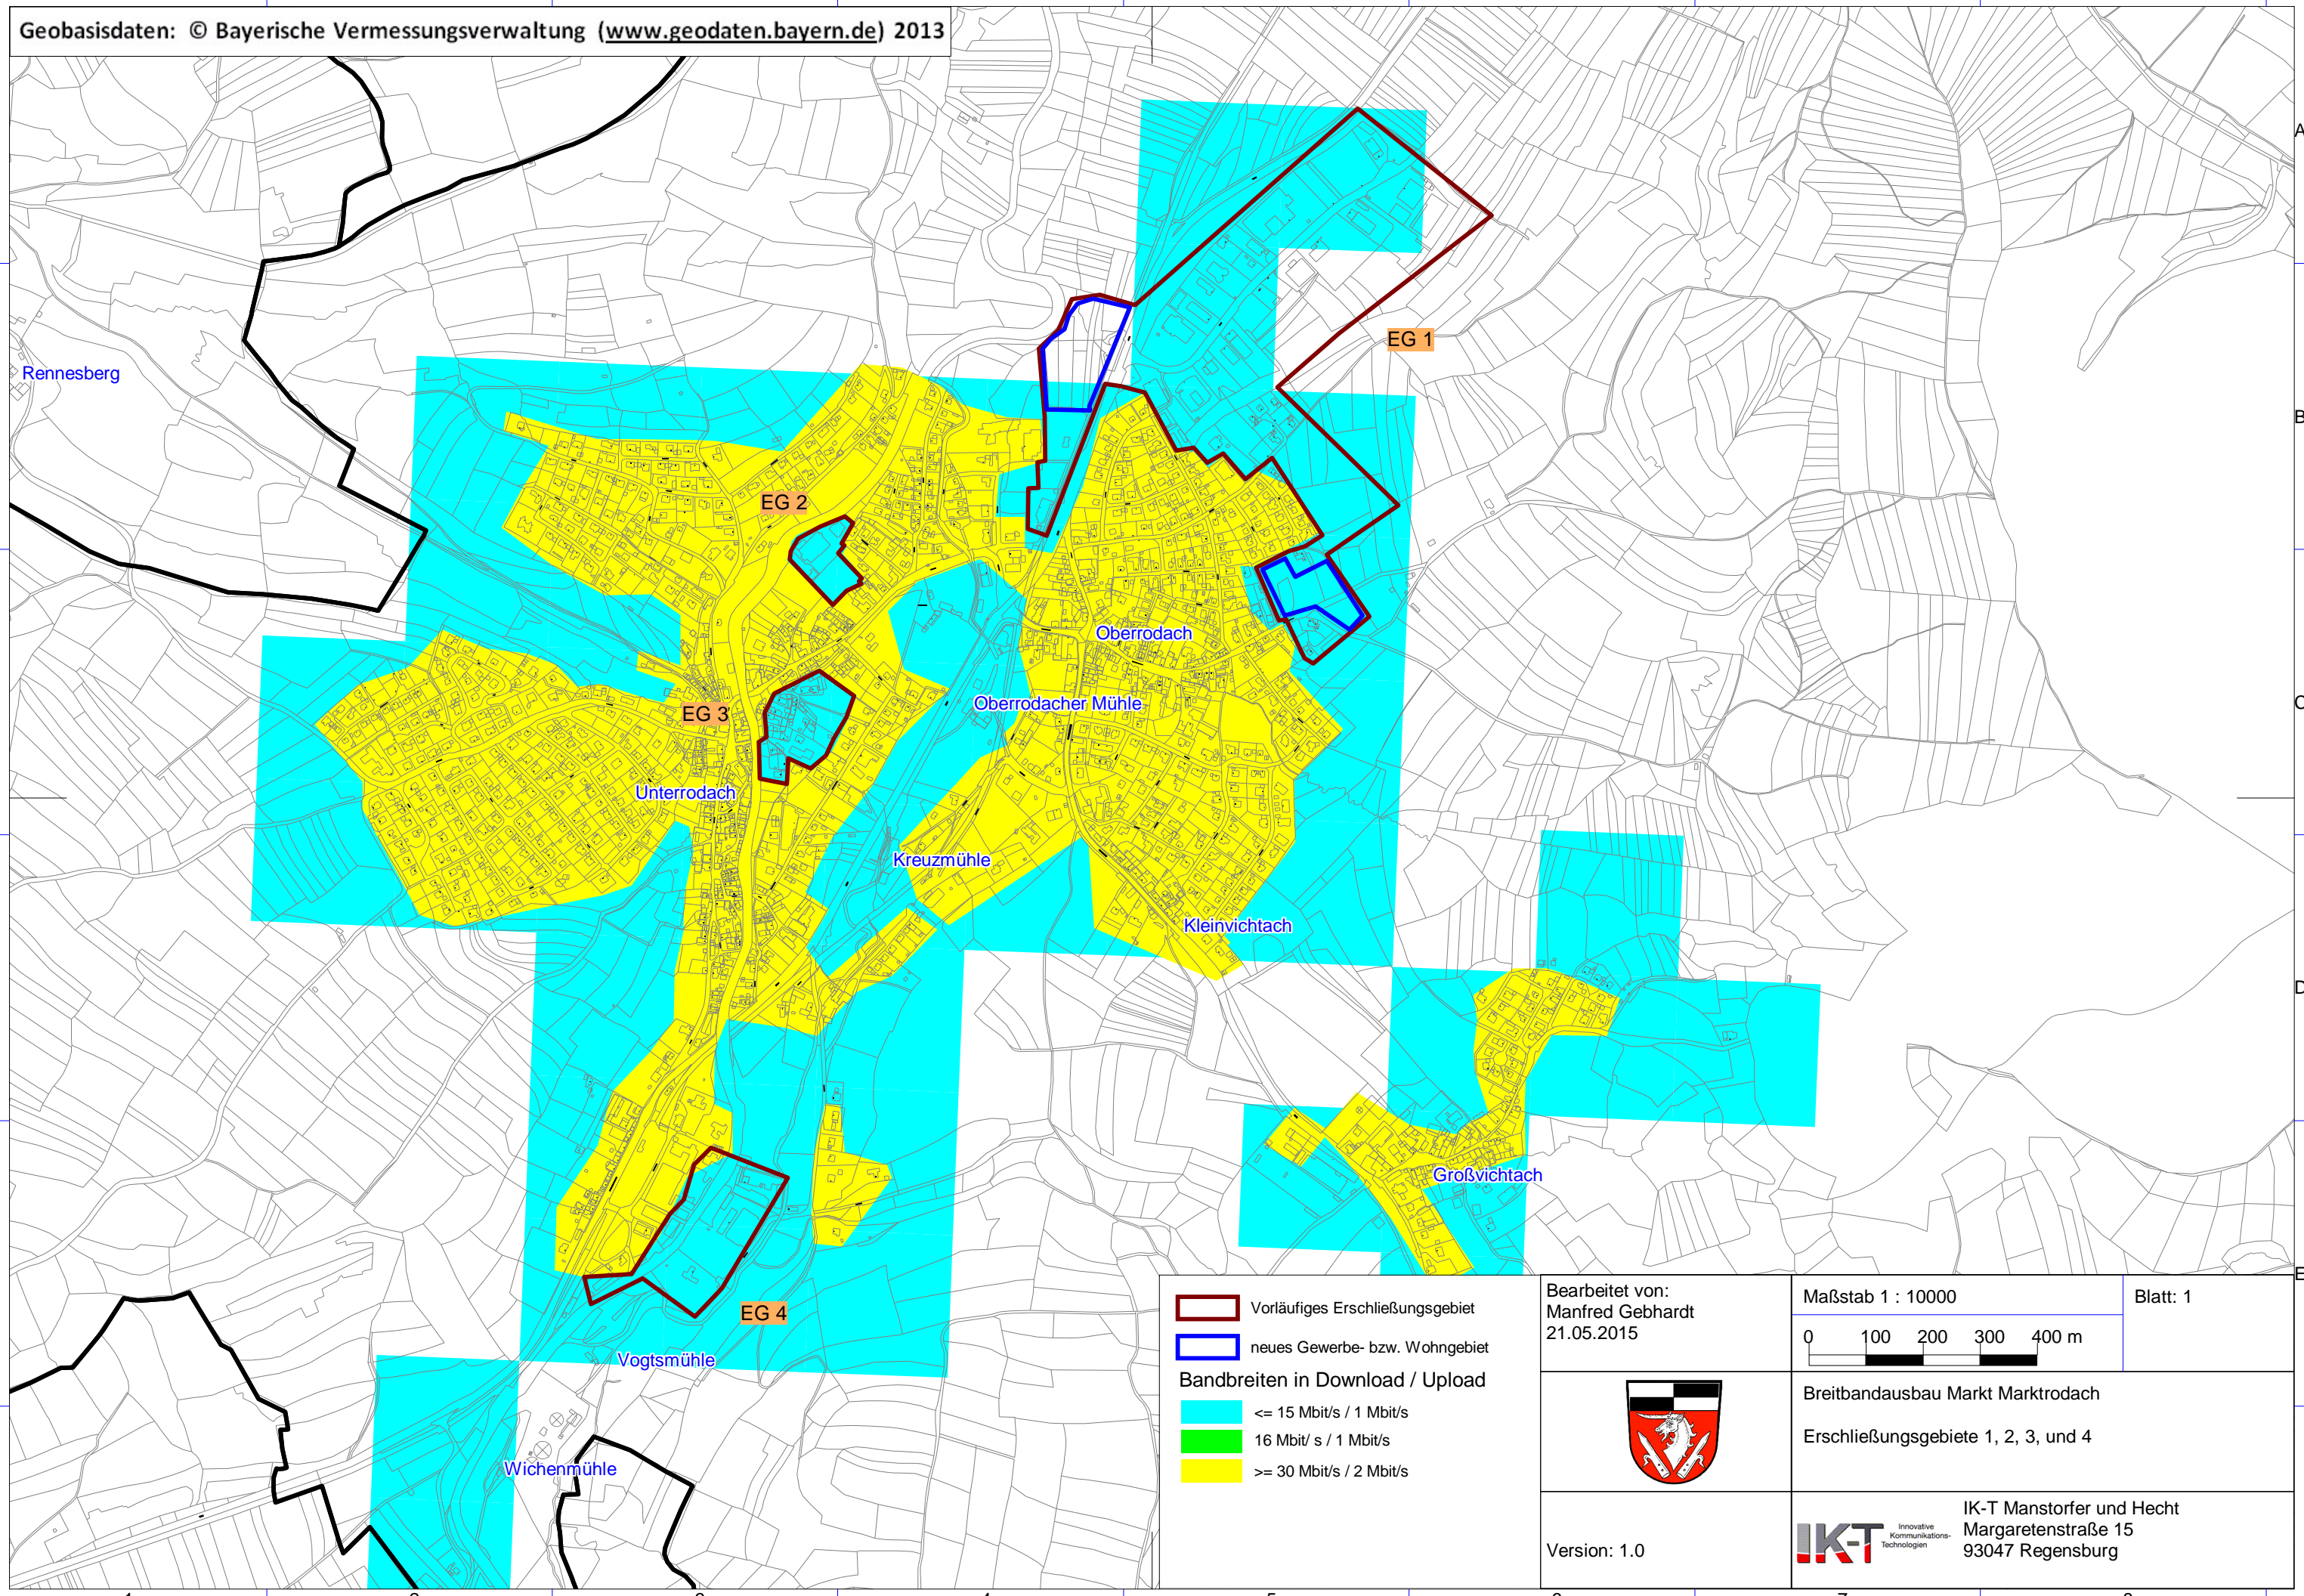 Geobasisdaten: © Bayerische Vermessungsverwaltung (www.geodaten.bayern.de) 2013
A
EG 1
Rennesberg
B
EG 2
Oberrodach
Oberrodacher Mühle
C
EG 3
Unterrodach
Kreuzmühle
Kleinvichtach
D
Großvichtach
E
EG 4
Vogtsmühle
Wichenmühle
Vorläufiges Erschließungsgebiet
neues Gewerbe- bzw. Wohngebiet
Bandbreiten in Download / Upload
<= 15 Mbit/s / 1 Mbit/s
16 Mbit/ s / 1 Mbit/s
>= 30 Mbit/s / 2 Mbit/s
Bearbeitet von:
Manfred Gebhardt
21.05.2015
Maßstab 1 : 10000
0 100 200 300 400 m
Blatt: 1
Breitbandausbau Markt Marktrodach
Erschließungsgebiete 1, 2, 3, und 4
Version: 1.0
IK-T
Innovative
Kommunikations-
Technologien
IK-T Manstorfer und Hecht
Margaretenstraße 15
93047 Regensburg